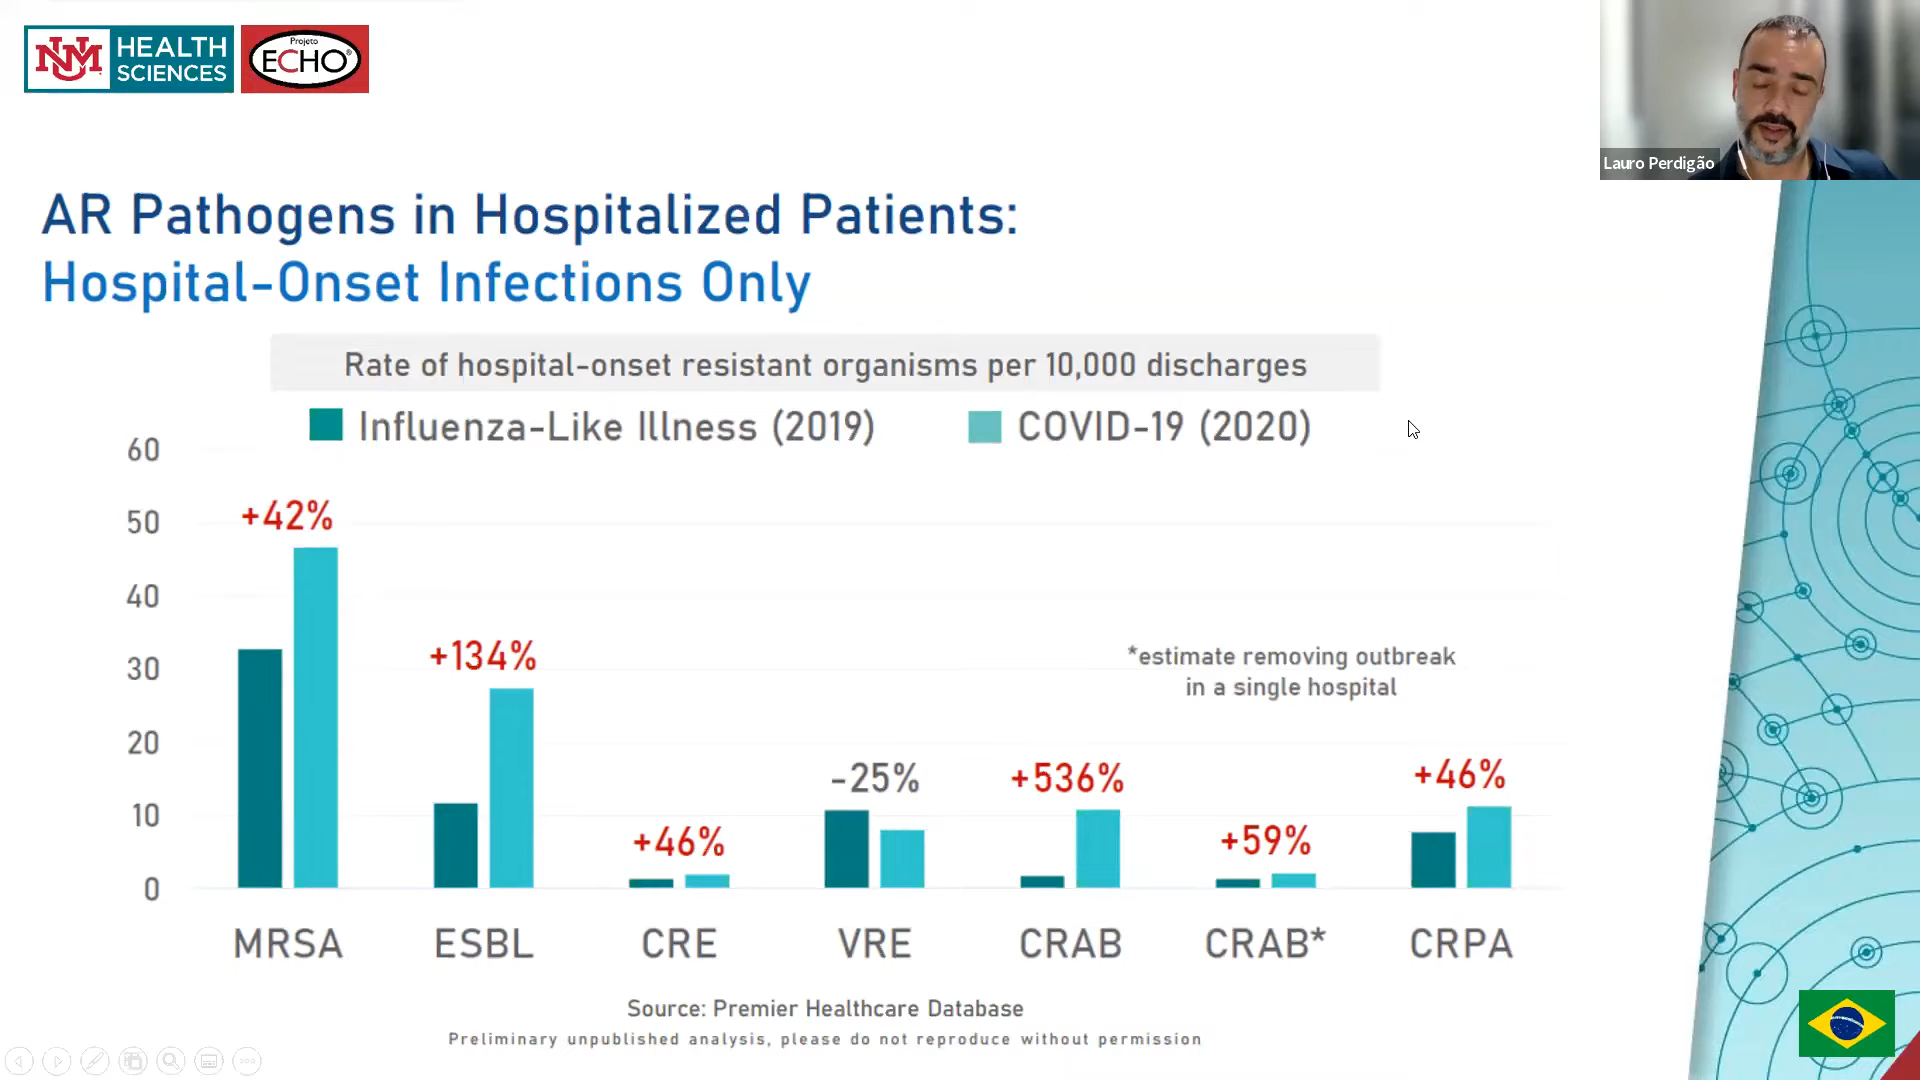 UNM HEALTH
SCIENCES
Projeto
ECHO®
Lauro Perdigão
AR Pathogens in Hospitalized Patients:
Hospital-Onset Infections Only
Rate of hospital-onset resistant organisms per 10,000 discharges
Influenza-Like Illness (2019) COVID-19 (2020)
60
50
40
30
20
10
0
+42%
+134%
+46%
-25%
+536%
+59%
+46%
*estimate removing outbreak
in a single hospital
MRSA ESBL CRE VRE CRAB CRAB* CRPA
Source: Premier Healthcare Database
Preliminary unpublished analysis, please do not reproduce without permission